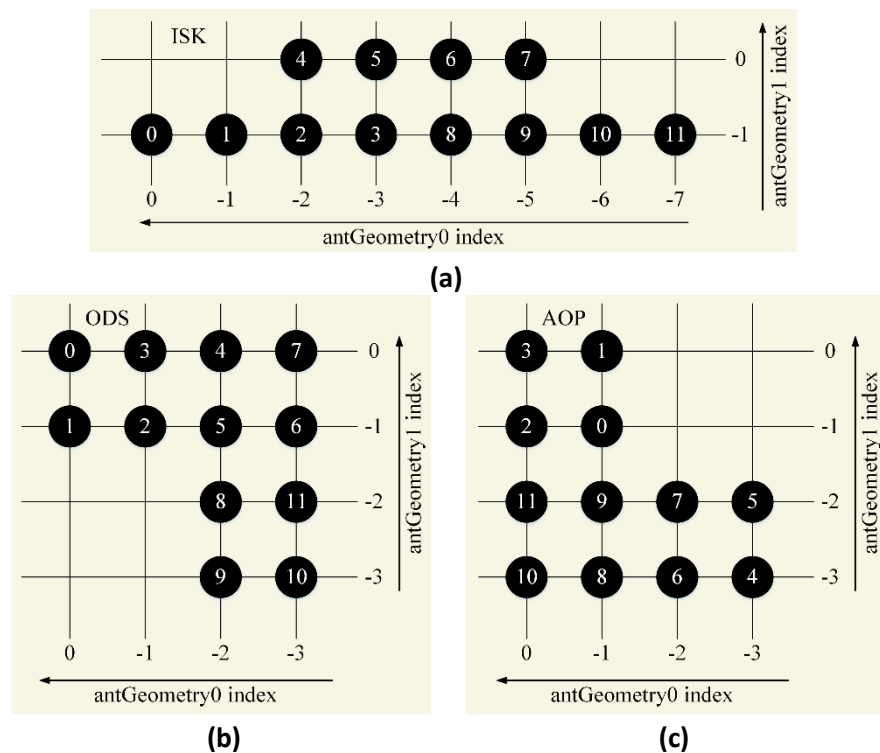 ISK
4 5 6 7 0
0 1 2 3 8 9 10 11 -1
0 -1 -2 -3 -4 -5 -6 -7
antGeometry0 index
antGeometry1 index
(a)
ODS
0 3 4 7 0
1 2 5 6 -1
8 11 -2
9 10 -3
0 -1 -2 -3
antGeometry0 index
antGeometry1 index
(b)
AOP
3 1 0
2 0 -1
11 9 7 5 -2
10 8 6 4 -3
0 -1 -2 -3
antGeometry0 index
antGeometry1 index
(c)